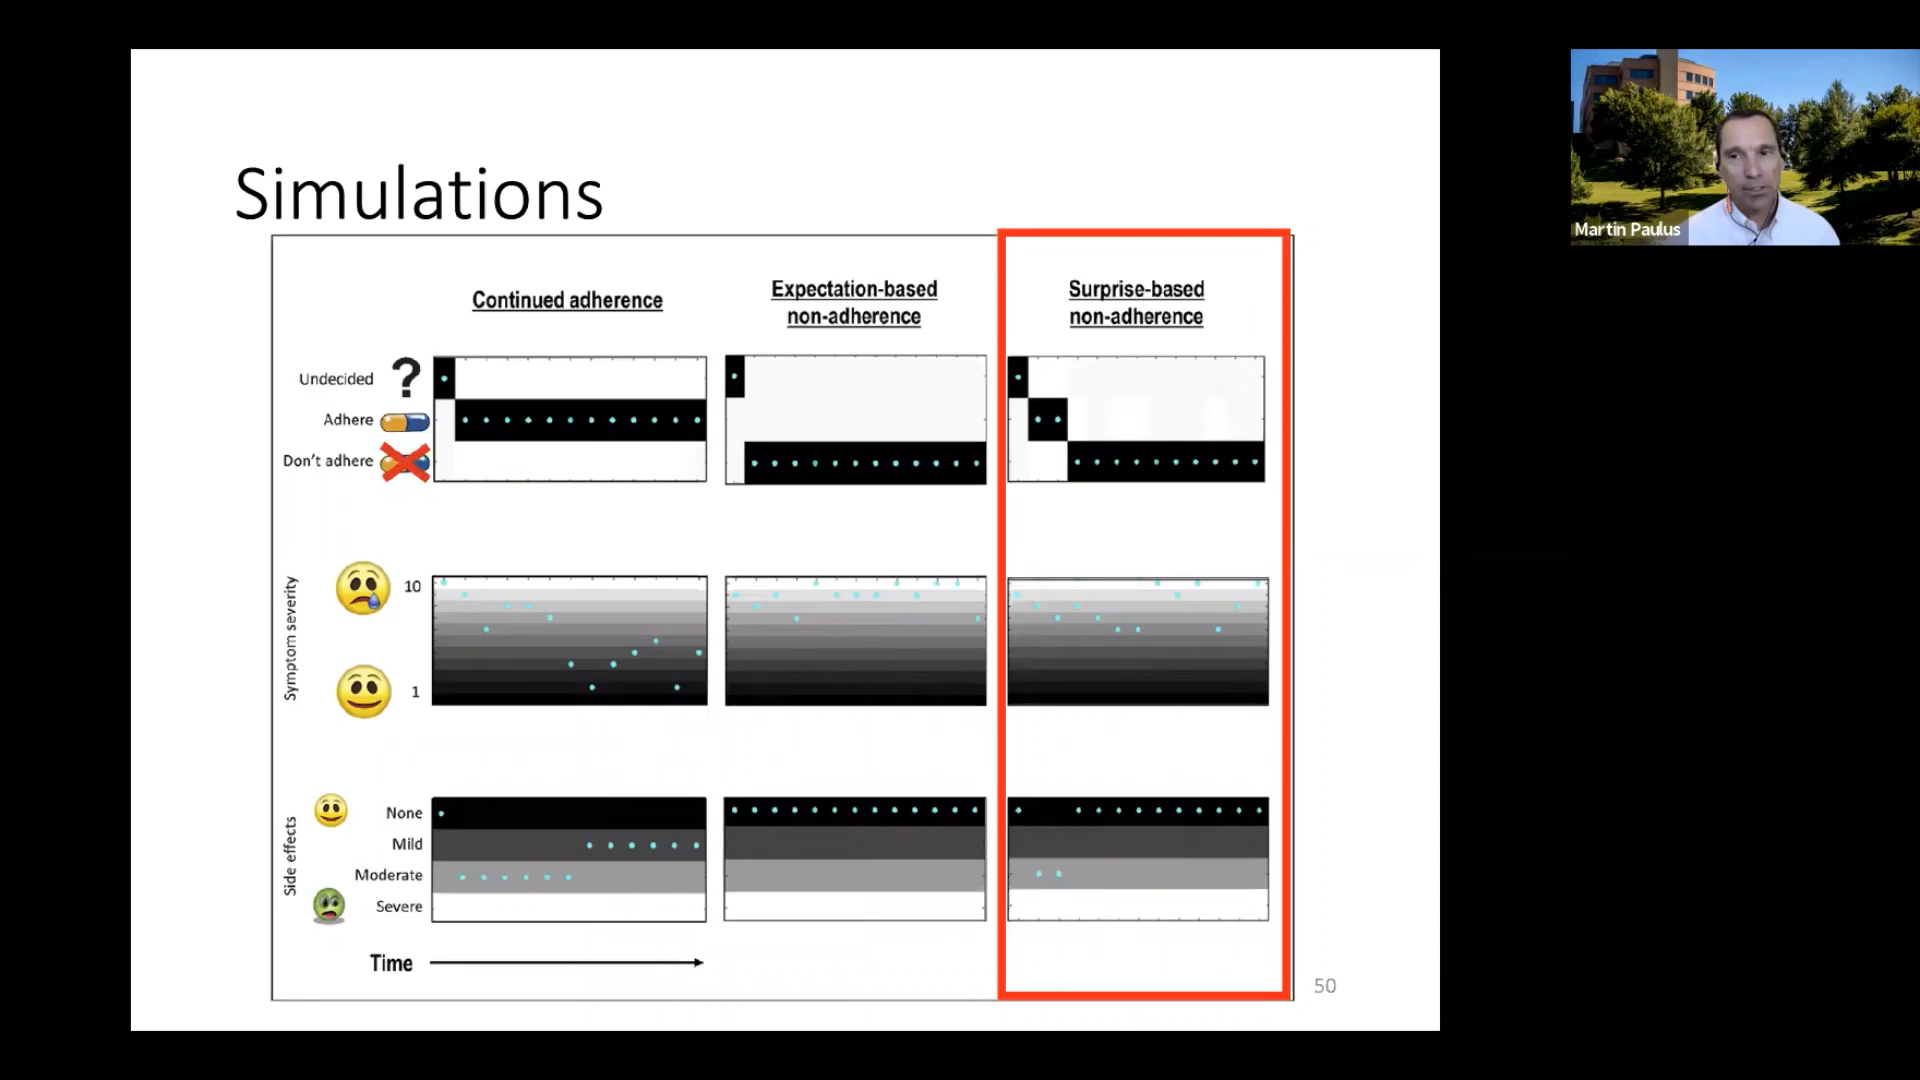 Simulations
Continued adherence
Expectation-based
non-adherence
Surprise-based
non-adherence
Undecided ?
Adhere
Don't adhere
Symptom severity
10
1
Side effects
None
Mild
Moderate
Severe
Time
50
Martin Paulus